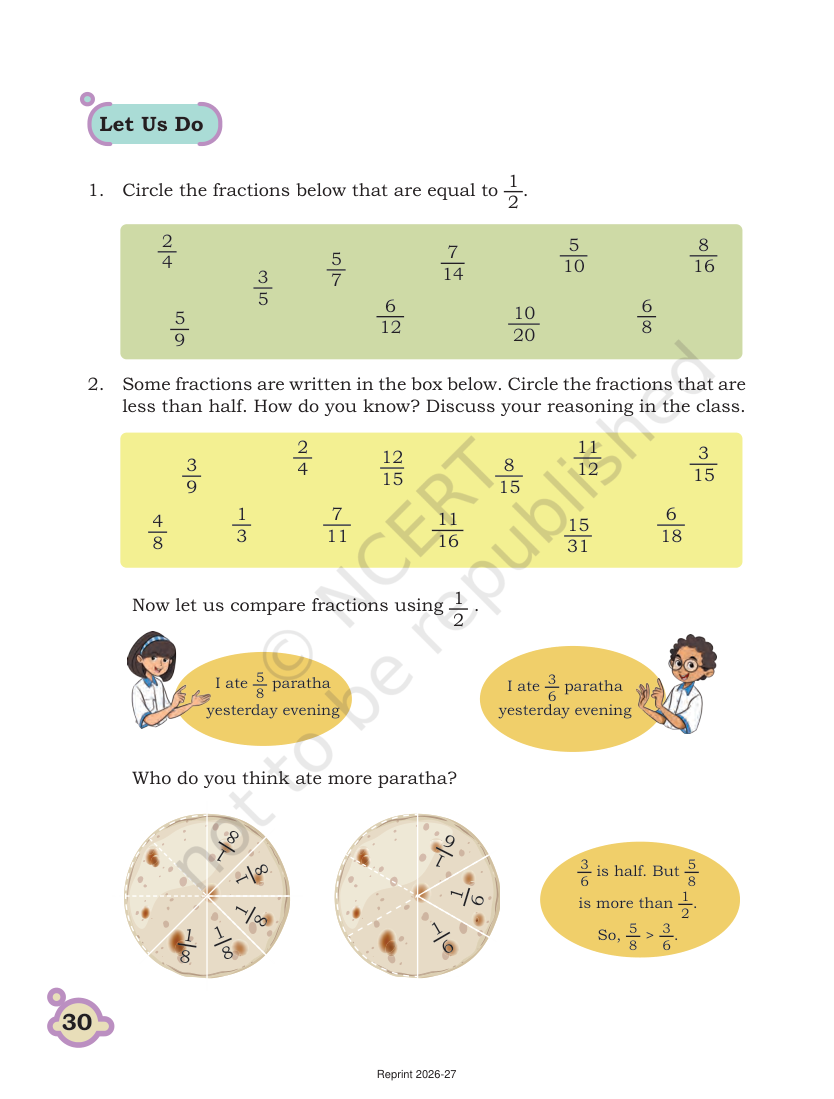 Let Us Do
1. Circle the fractions below that are equal to 1/2.
2/4 3/5 5/7 7/14 5/10 8/16
5/9 6/12 10/20 6/8
2. Some fractions are written in the box below. Circle the fractions that are
less than half. How do you know? Discuss your reasoning in the class.
3/9 2/4 12/15 8/15 11/12 3/15
4/8 1/3 7/11 11/16 15/31 6/18
Now let us compare fractions using 1/2 .
I ate 5/8 paratha
yesterday evening
I ate 3/6 paratha
yesterday evening
Who do you think ate more paratha?
1/8
1/8
1/8
1/8
1/8
1/6
1/6
1/6
3/6 is half. But 5/8
is more than 1/2.
So, 5/8 > 3/6.
30
Reprint 2026-27
© NCERT
not to be republished